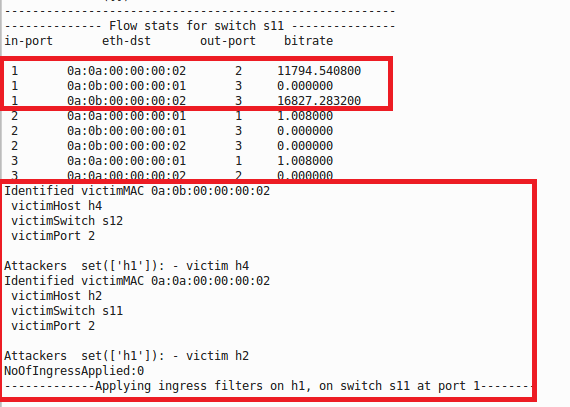 --------------------------------------------------------
-------------- Flow stats for switch s11 ---------------
in-port eth-dst out-port bitrate
1 0a:0a:00:00:00:02 2 11794.540800
1 0a:0b:00:00:00:01 3 0.000000
1 0a:0b:00:00:00:02 3 16827.283200
2 0a:0a:00:00:00:01 1 1.008000
2 0a:0b:00:00:00:01 3 0.000000
2 0a:0b:00:00:00:02 3 0.000000
3 0a:0a:00:00:00:01 1 1.008000
3 0a:0a:00:00:00:02 2 0.000000
Identified victimMAC 0a:0b:00:00:00:02
victimHost h4
victimSwitch s12
victimPort 2
Attackers set(['h1']): - victim h4
Identified victimMAC 0a:0a:00:00:00:02
victimHost h2
victimSwitch s11
victimPort 2
Attackers set(['h1']): - victim h2
NoOfIngressApplied:0
-------------Applying ingress filters on h1, on switch s11 at port 1--------